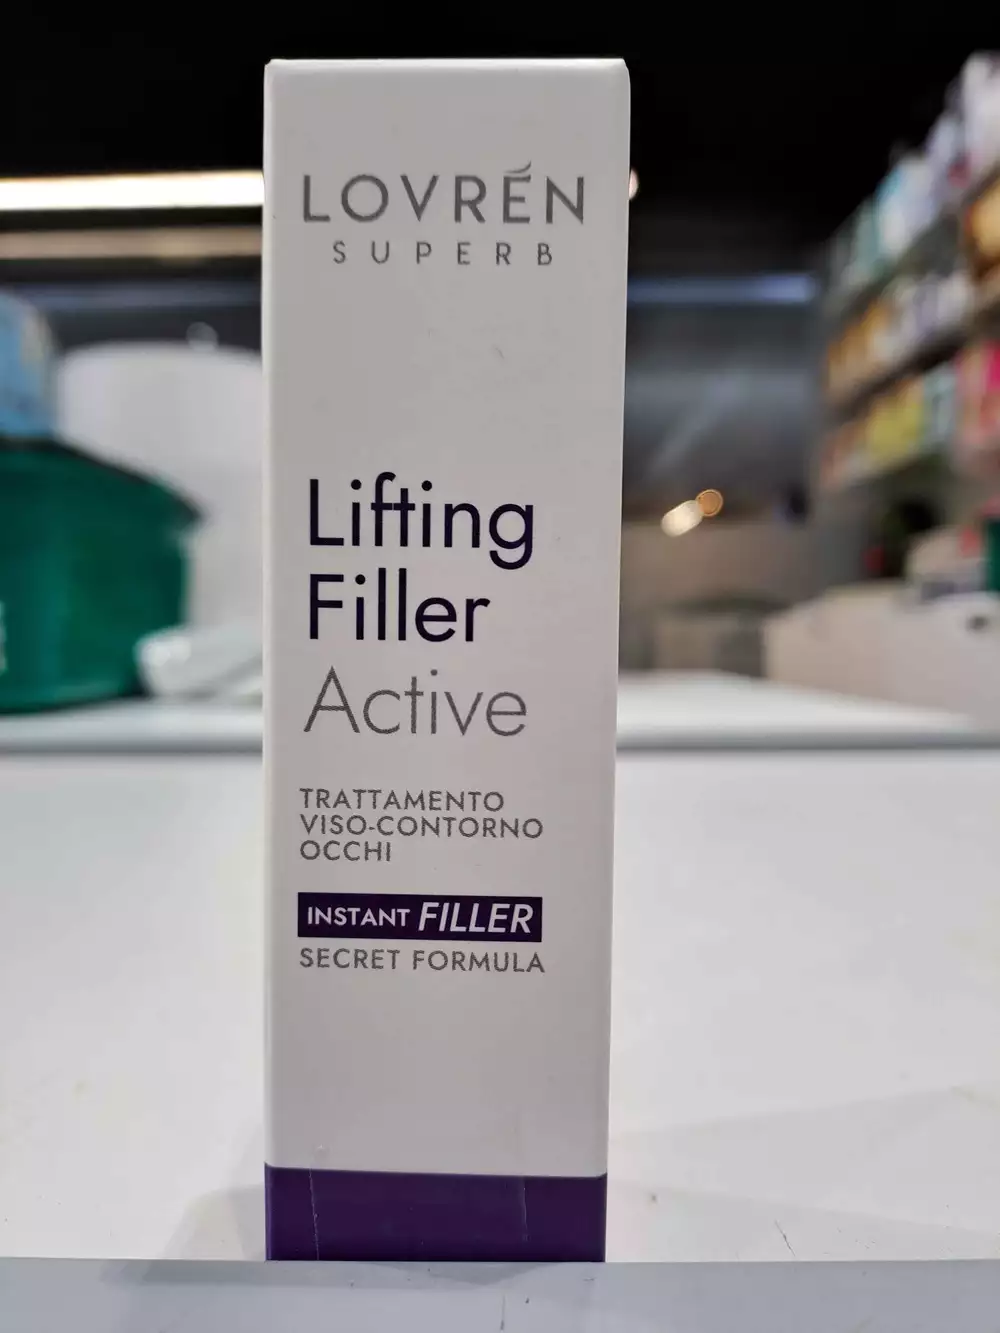 LOVRÉN
SUPERB
Lifting
Filler
Active
TRATTAMENTO
VISO-CONTORNO
OCCHI
INSTANT FILLER
SECRET FORMULA